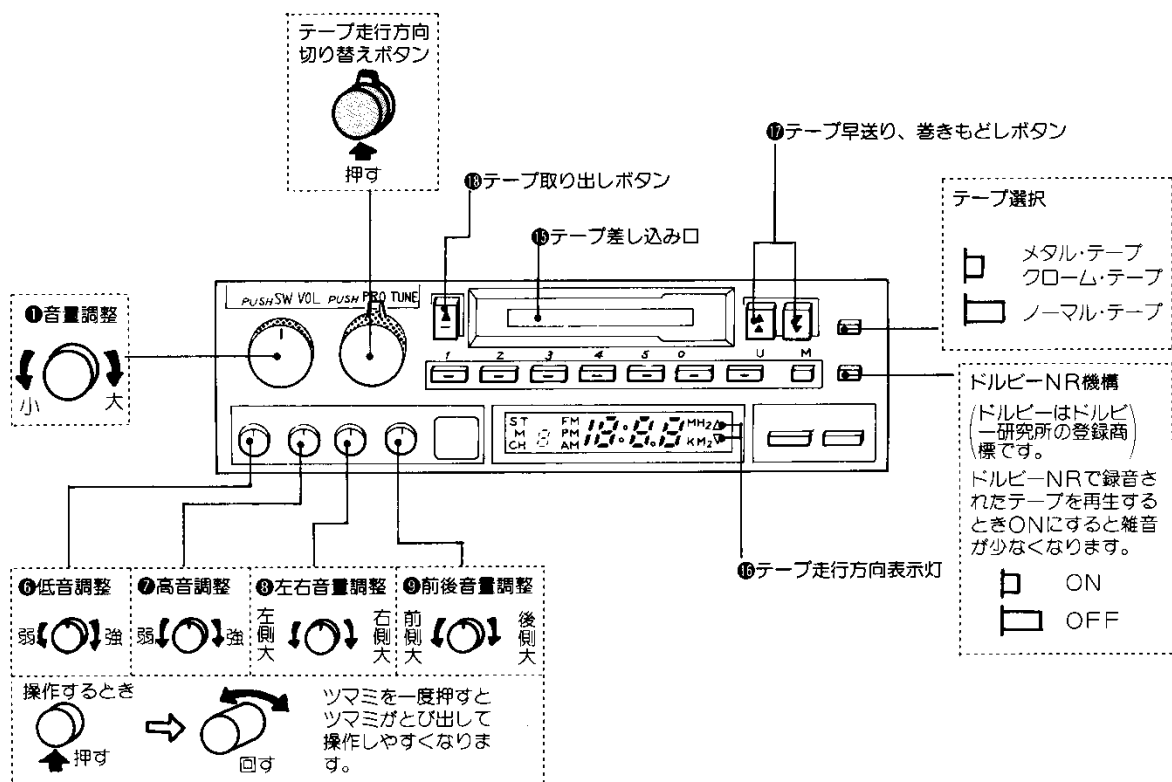 テープ走行方向
切り替えボタン
押す
⓱テープ早送り、巻きもどしボタン
⓲テープ取り出しボタン
⓯テープ差し込み口
テープ選択
メタル・テープ
クローム・テープ
ノーマル・テープ
❶音量調整
小 大
PUSH SW VOL PUSH PRO TUNE
1 2 3 4 5 0 U M
ST
M
CH
8
FM
PM
AM
18:8.8
MHz△
KMz▽
ドルビーNR機構
(ドルビーはドルビ
ー研究所の登録商
標です。)
ドルビーNRで録音さ
れたテープを再生する
ときONにすると雑音
が少なくなります。
ON
OFF
⓰テープ走行方向表示灯
❻低音調整
弱 強
❼高音調整
弱 強
❽左右音量調整
左側大 右側大
❾前後音量調整
前側大 後側大
操作するとき
押す
回す
ツマミを一度押すと
ツマミがとび出して
操作しやすくなりま
す。